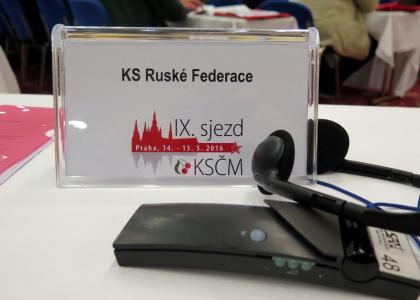 KS Ruské Federace
IX. sjezd
Praha, 14. - 15. 5. 2016
KSČM
48